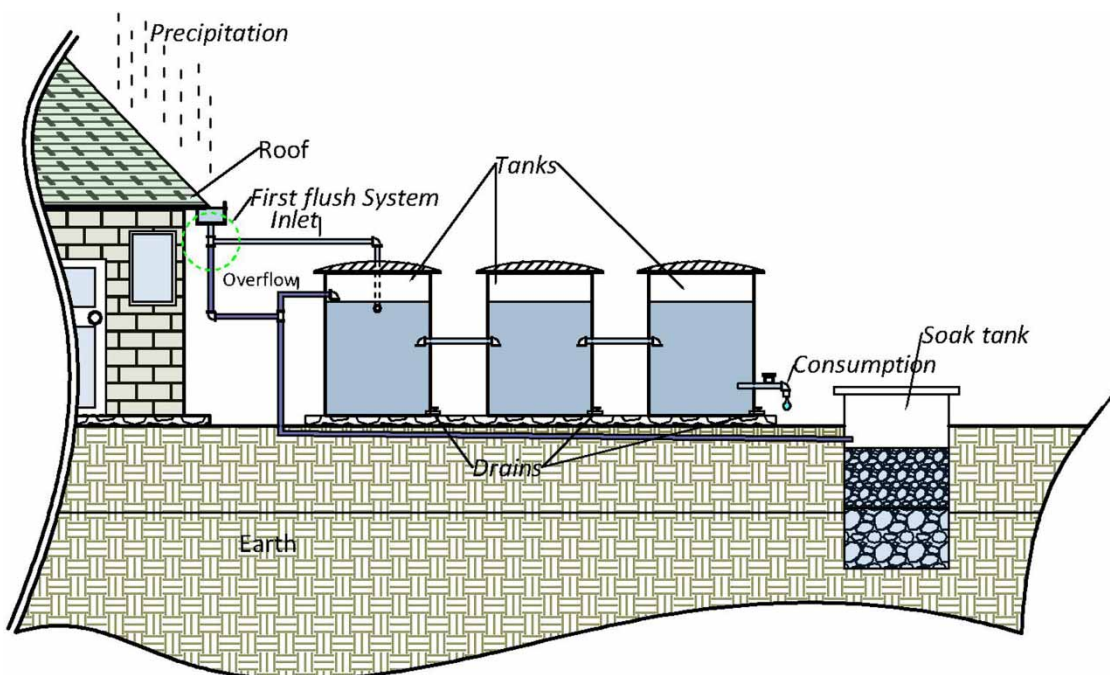 Precipitation
Roof
Tanks
First flush System
Inlet
Overflow
Soak tank
Consumption
Drains
Earth